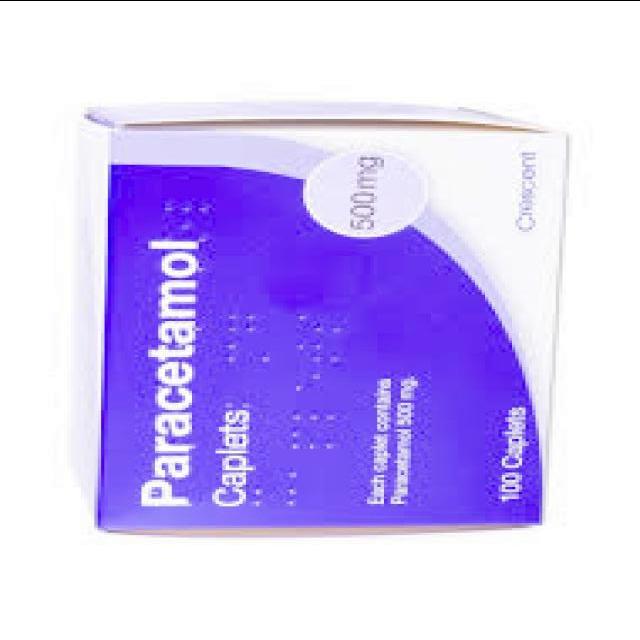 Paracetamol
Caplets
500mg
Each caplet contains
Paracetamol 500 mg.
100 Caplets
Crescent